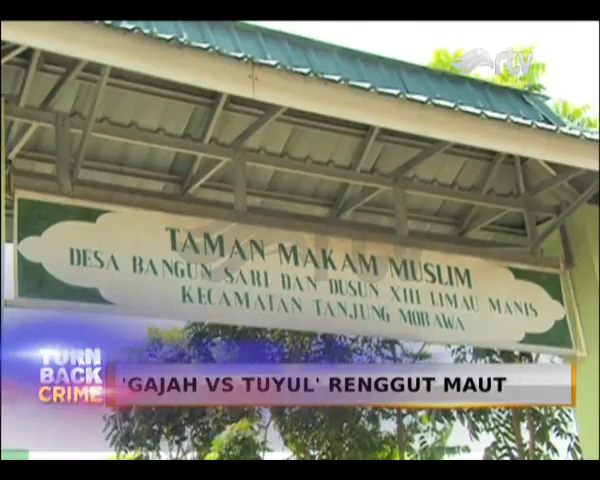 rtv
TAMAN MAKAM MUSLIM
DESA BANGUN SARI DAN DUSUN XIII LIMAU MANIS
KECAMATAN TANJUNG MORAWA
TURN
BACK
CRIME
'GAJAH VS TUYUL' RENGGUT MAUT